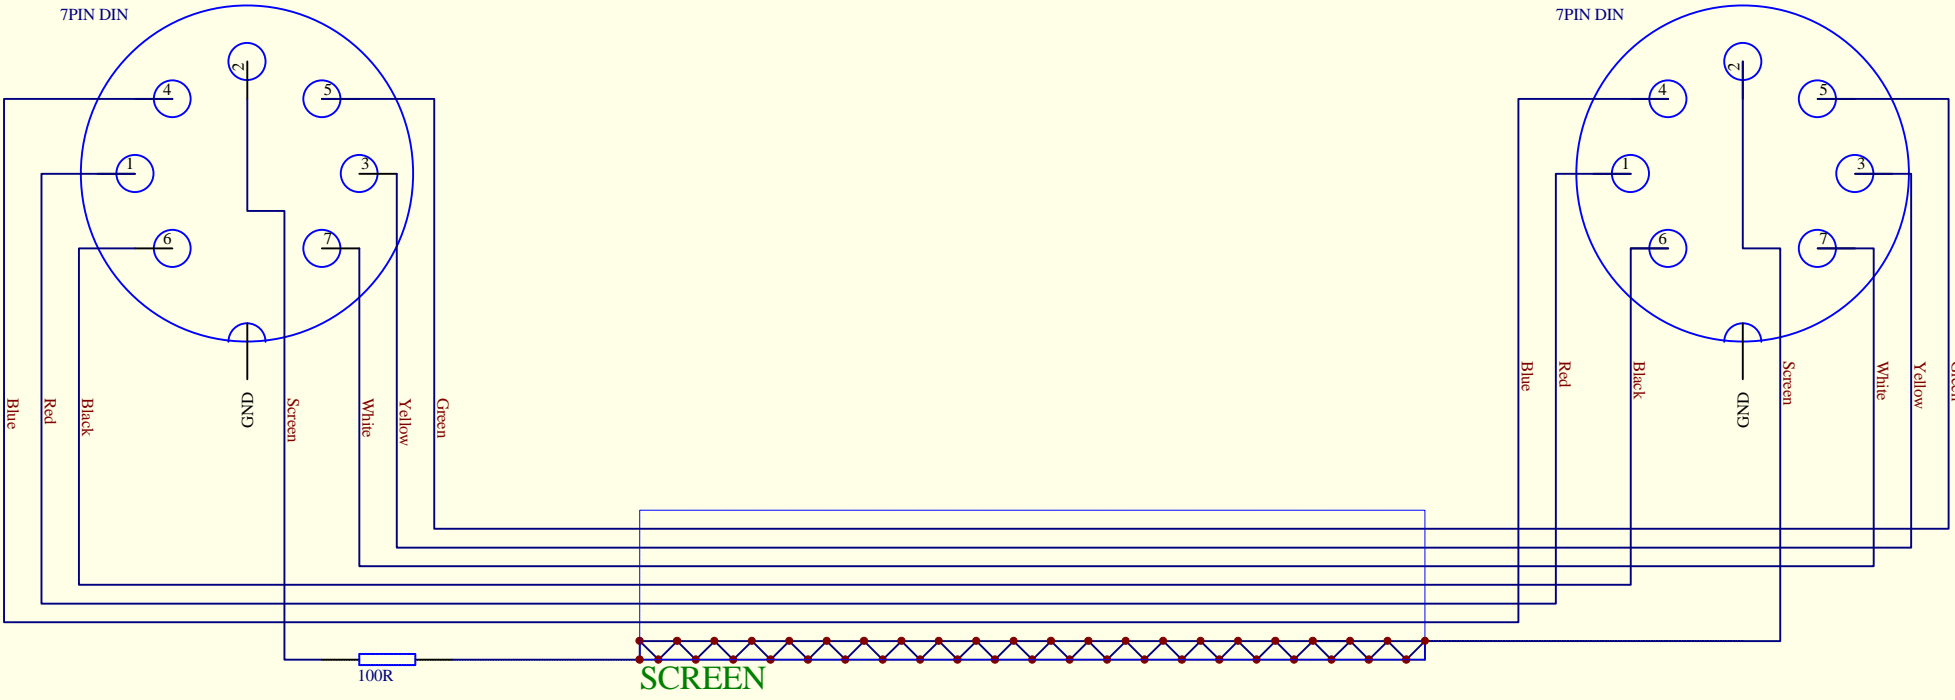 7PIN DIN
2
4
5
1
3
6
7
GND
Blue
Red
Black
Screen
White
Yellow
Green
7PIN DIN
2
4
5
1
3
6
7
GND
Blue
Red
Black
Screen
White
Yellow
100R
SCREEN